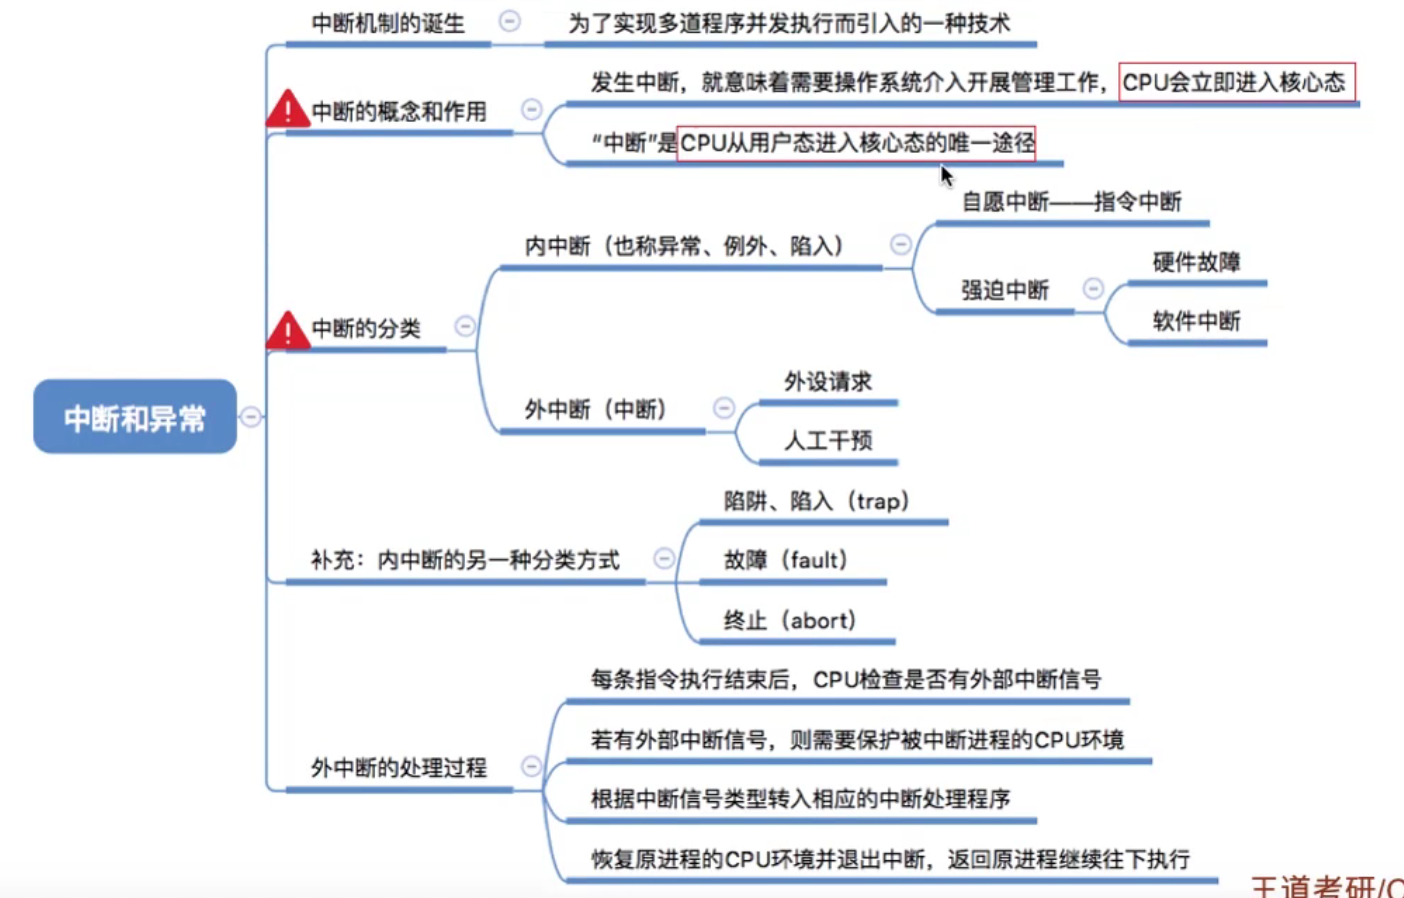 中断机制的诞生
为了实现多道程序并发执行而引入的一种技术
发生中断，就意味着需要操作系统介入开展管理工作，CPU会立即进入核心态
中断的概念和作用
“中断”是CPU从用户态进入核心态的唯一途径
自愿中断——指令中断
内中断（也称异常、例外、陷入）
硬件故障
强迫中断
软件中断
中断的分类
外设请求
外中断（中断）
人工干预
中断和异常
陷阱、陷入（trap）
补充：内中断的另一种分类方式
故障（fault）
终止（abort）
每条指令执行结束后，CPU检查是否有外部中断信号
若有外部中断信号，则需要保护被中断进程的CPU环境
外中断的处理过程
根据中断信号类型转入相应的中断处理程序
恢复原进程的CPU环境并退出中断，返回原进程继续往下执行
王道考研/